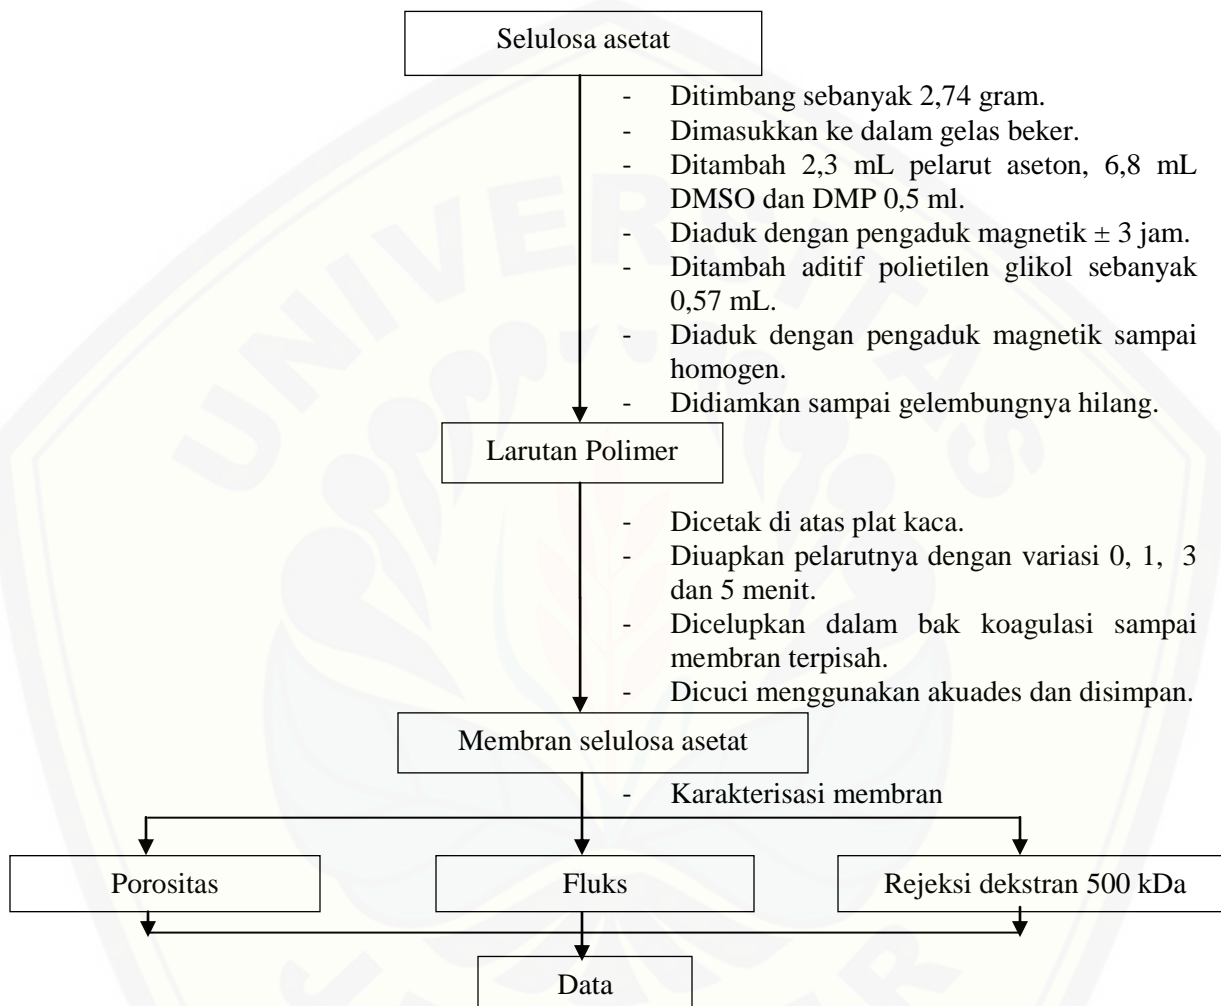 Selulosa asetat
- Ditimbang sebanyak 2,74 gram.
- Dimasukkan ke dalam gelas beker.
- Ditambah 2,3 mL pelarut aseton, 6,8 mL
DMSO dan DMP 0,5 ml.
- Diaduk dengan pengaduk magnetik ± 3 jam.
- Ditambah aditif polietilen glikol sebanyak
0,57 mL.
- Diaduk dengan pengaduk magnetik sampai
homogen.
- Didiamkan sampai gelembungnya hilang.
Larutan Polimer
- Dicetak di atas plat kaca.
- Diuapkan pelarutnya dengan variasi 0, 1, 3
dan 5 menit.
- Dicelupkan dalam bak koagulasi sampai
membran terpisah.
- Dicuci menggunakan akuades dan disimpan.
Membran selulosa asetat
- Karakterisasi membran
Porositas
Fluks
Rejeksi dekstran 500 kDa
Data
UNIVERSITAS